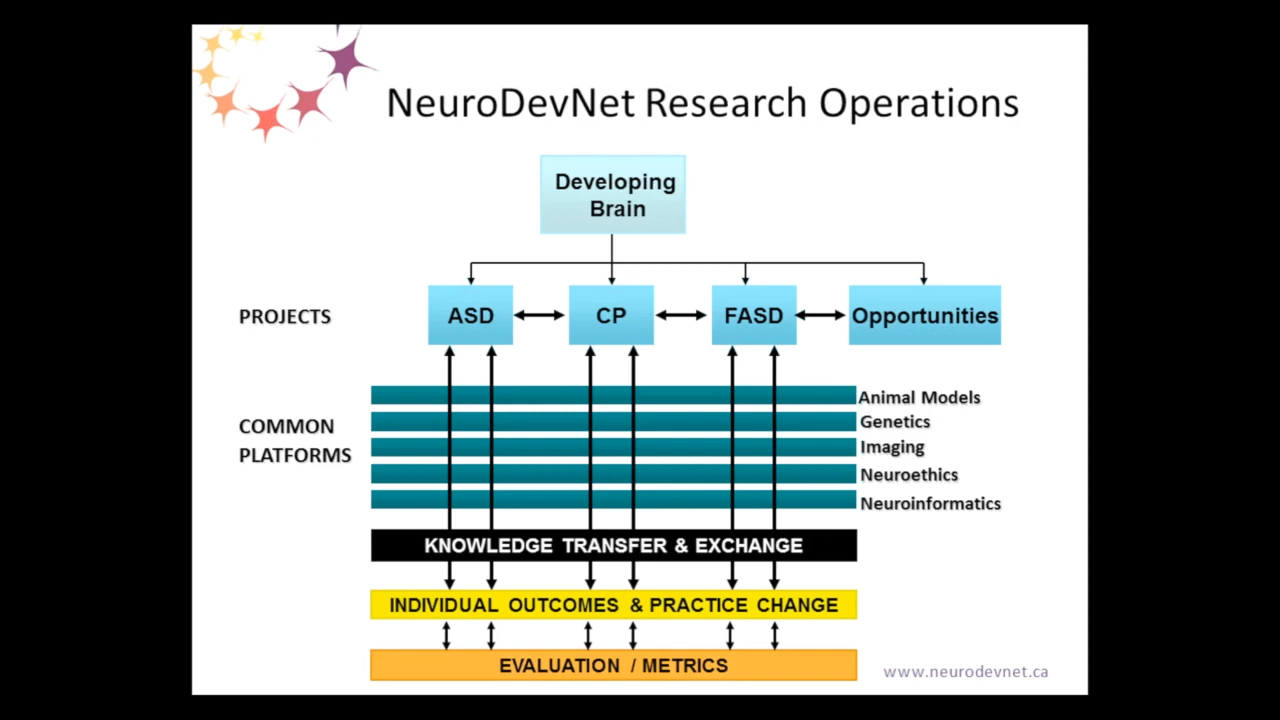 NeuroDevNet Research Operations
Developing
Brain
PROJECTS
ASD
CP
FASD
Opportunities
COMMON
PLATFORMS
Animal Models
Genetics
Imaging
Neuroethics
Neuroinformatics
KNOWLEDGE TRANSFER & EXCHANGE
INDIVIDUAL OUTCOMES & PRACTICE CHANGE
EVALUATION / METRICS
www.neurodevnet.ca